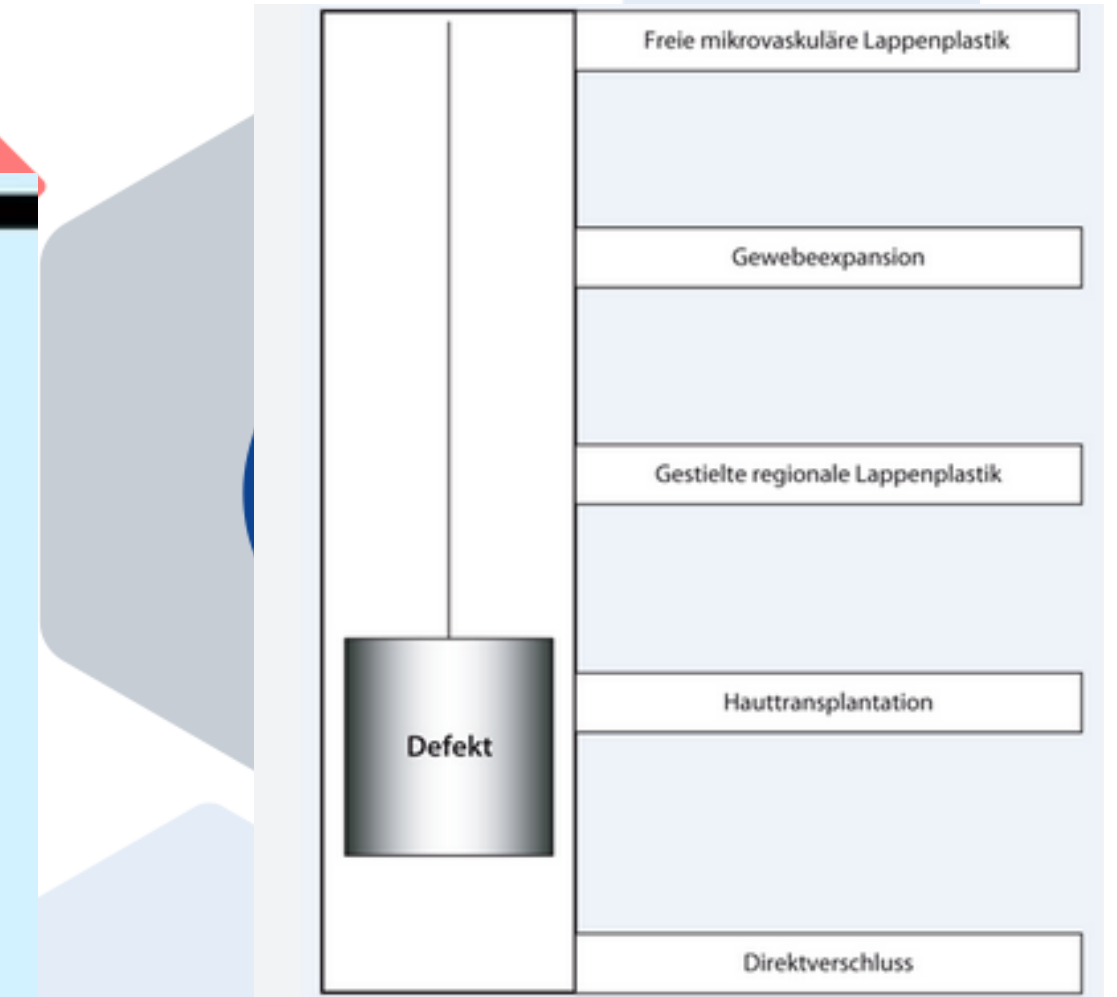 Freie mikrovaskuläre Lappenplastik
Gewebeexpansion
Gestielte regionale Lappenplastik
Hauttransplantation
Defekt
Direktverschluss